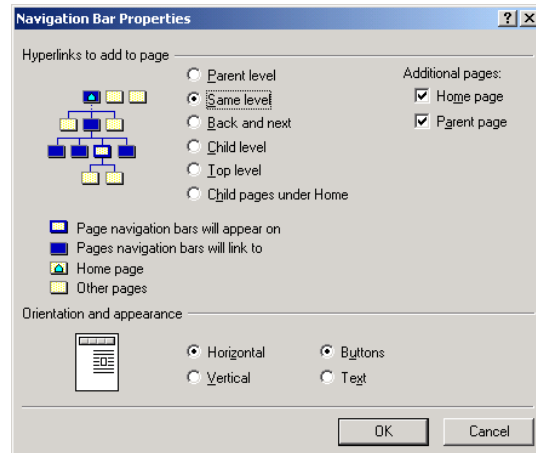 Navigation Bar Properties
Hyperlinks to add to page
Parent level
Same level
Back and next
Child level
Top level
Child pages under Home
Additional pages:
Home page
Parent page
Page navigation bars will appear on
Pages navigation bars will link to
Home page
Other pages
Orientation and appearance
Horizontal
Buttons
Vertical
Text
OK
Cancel